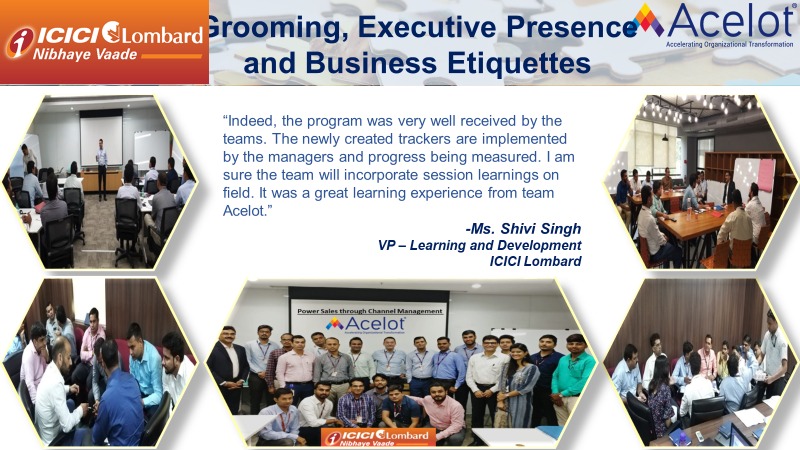 ICICI Lombard
Nibhaye Vaade
Grooming, Executive Presence
and Business Etiquettes
Acelot
Accelerating Organizational Transformation
“Indeed, the program was very well received by the
teams. The newly created trackers are implemented
by the managers and progress being measured. I am
sure the team will incorporate session learnings on
field. It was a great learning experience from team
Acelot.”
-Ms. Shivi Singh
VP – Learning and Development
ICICI Lombard
Power Sales through Channel Management
Acelot
Accelerating Organizational Transformation
ICICI Lombard
Nibhaye Vaade